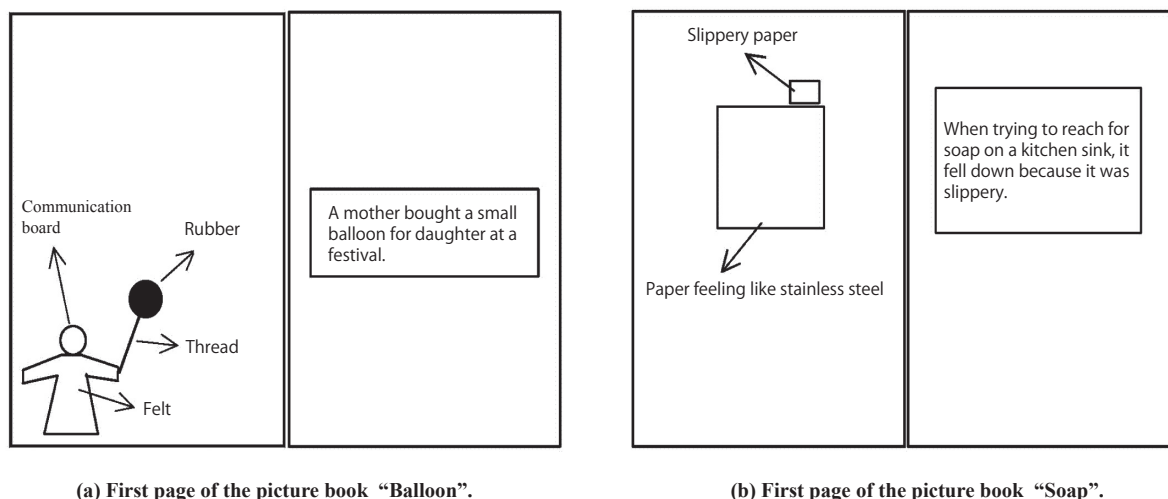 Communication
board
Rubber
Thread
Felt
A mother bought a small
balloon for daughter at a
festival.
Slippery paper
Paper feeling like stainless steel
When trying to reach for
soap on a kitchen sink, it
fell down because it was
slippery.
(a) First page of the picture book “Balloon”.
(b) First page of the picture book “Soap”.